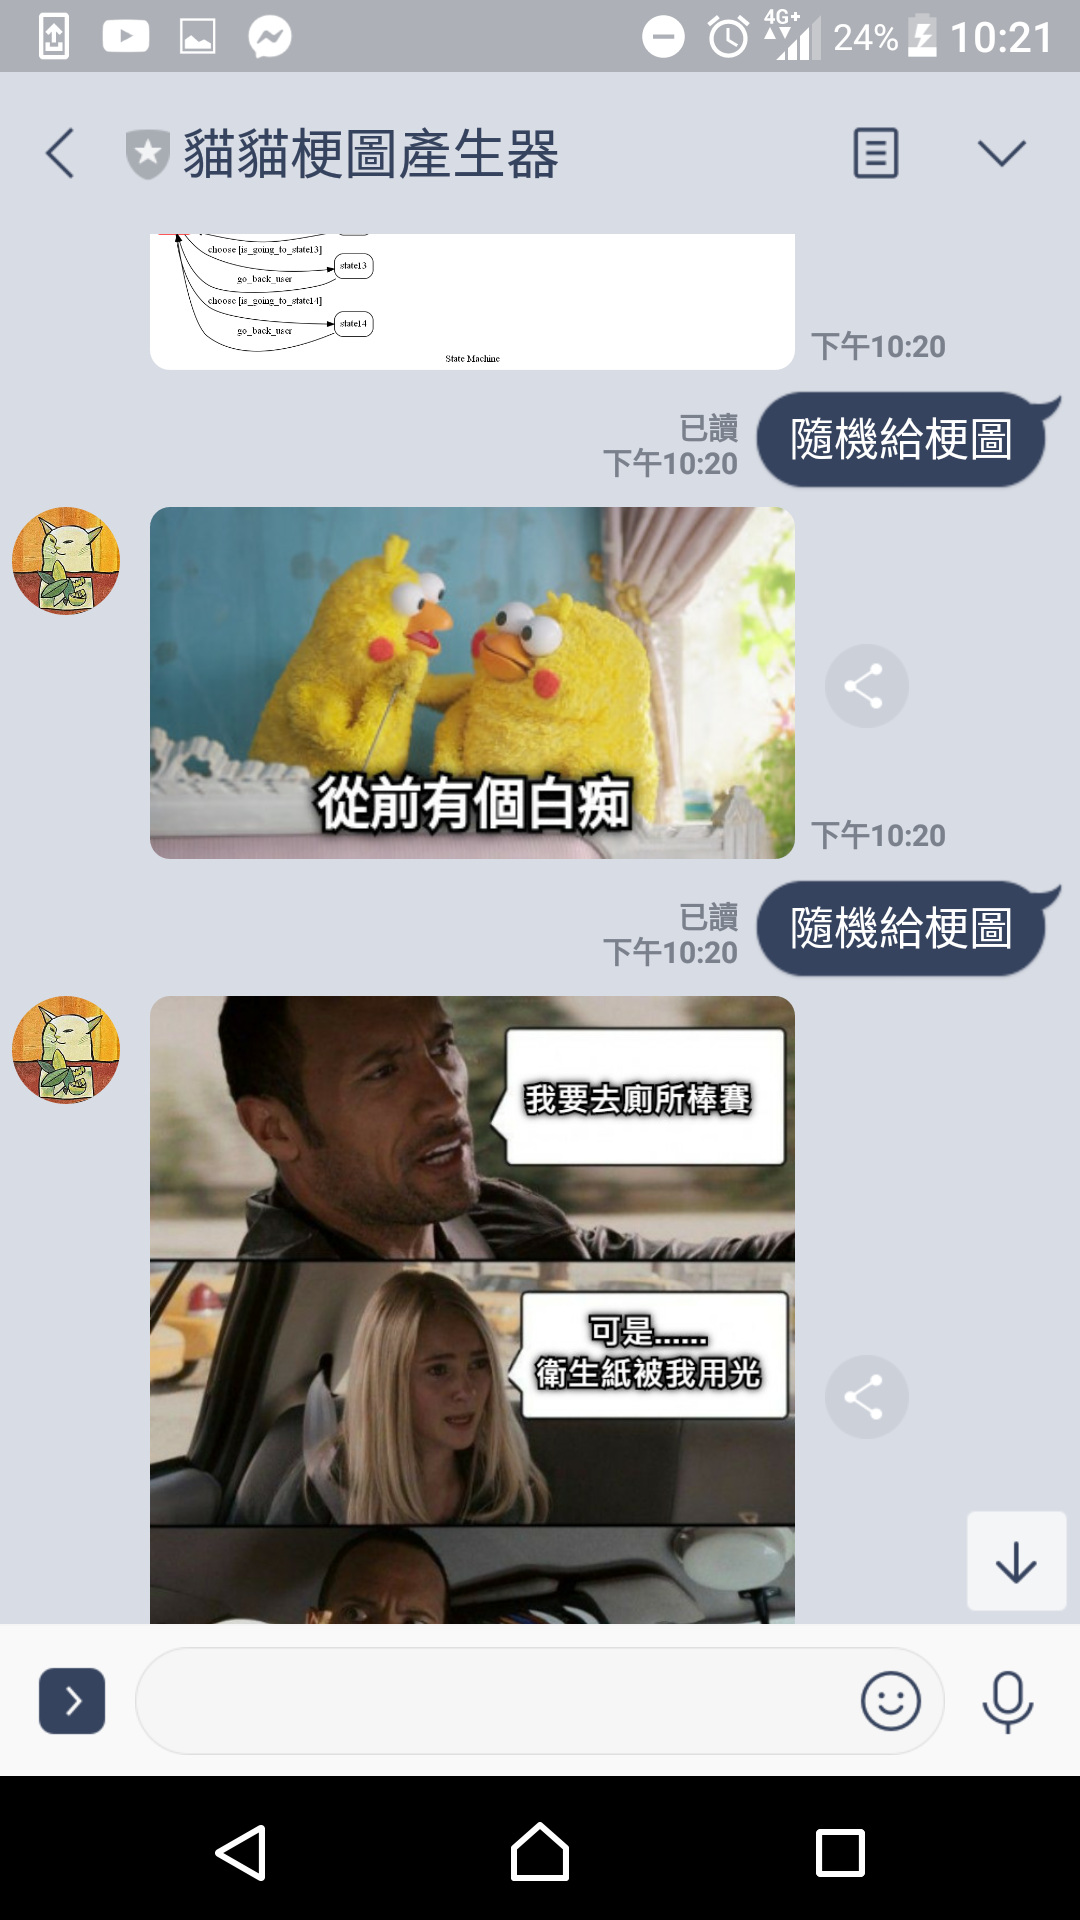 4G+
24%
10:21
貓貓梗圖產生器
choose [is_going_to_state13]
state13
go_back_user
choose [is_going_to_state14]
state14
go_back_user
State Machine
下午10:20
已讀
下午10:20
隨機給梗圖
從前有個白痴
下午10:20
已讀
下午10:20
隨機給梗圖
我要去廁所棒賽
可是......
衛生紙被我用光